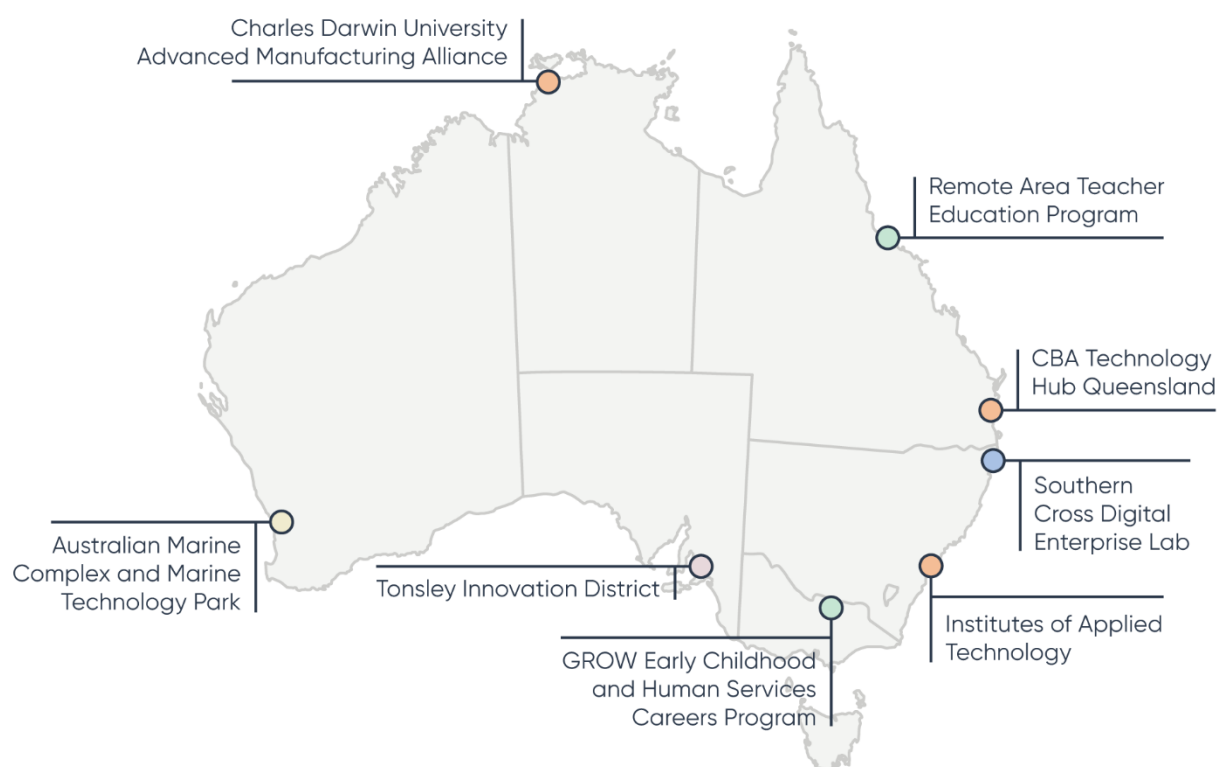 Charles Darwin University
Advanced Manufacturing Alliance
Remote Area Teacher
Education Program
CBA Technology
Hub Queensland
Southern
Cross Digital
Enterprise Lab
Australian Marine
Complex and Marine
Technology Park
Tonsley Innovation District
Institutes of Applied
Technology
GROW Early Childhood
and Human Services
Careers Program